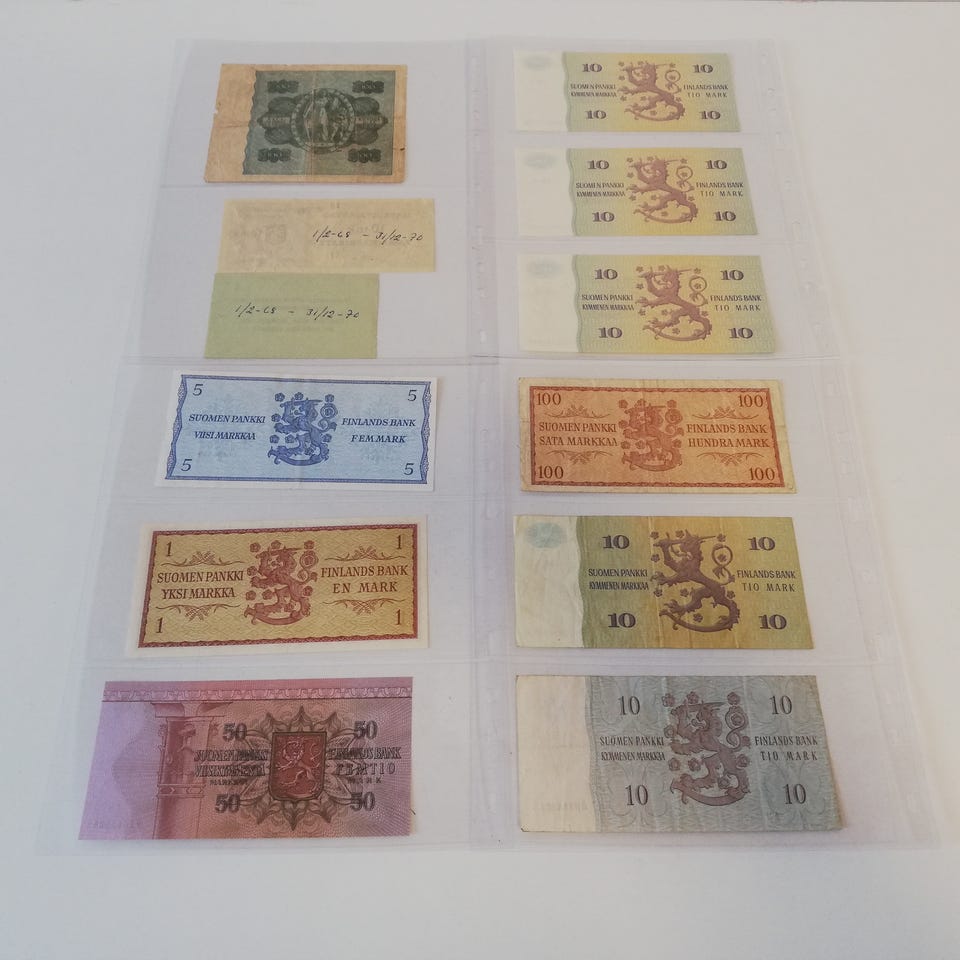 1/2-68 - 31/12-70
1/2-68 - 31/12-70
5 5
SUOMEN PANKKI FINLANDS BANK
VIISI MARKKAA FEM MARK
5 5
1 1
SUOMEN PANKKI FINLANDS BANK
YKSI MARKKA EN MARK
1 1
50 50
SUOMEN PANKKI FINLANDS BANK
VIISIKYMMENTÄ FEMTIO
MARKKAA MARK
50 50
10 10
SUOMEN PANKKI FINLANDS BANK
KYMMENEN MARKKAA TIO MARK
10 10
10 10
SUOMEN PANKKI FINLANDS BANK
KYMMENEN MARKKAA TIO MARK
10 10
10 10
SUOMEN PANKKI FINLANDS BANK
KYMMENEN MARKKAA TIO MARK
10 10
100 100
SUOMEN PANKKI FINLANDS BANK
SATA MARKKAA HUNDRA MARK
100 100
10 10
SUOMEN PANKKI FINLANDS BANK
KYMMENEN MARKKAA TIO MARK
10 10
10 10
SUOMEN PANKKI FINLANDS BANK
KYMMENEN MARKKAA TIO MARK
10 10